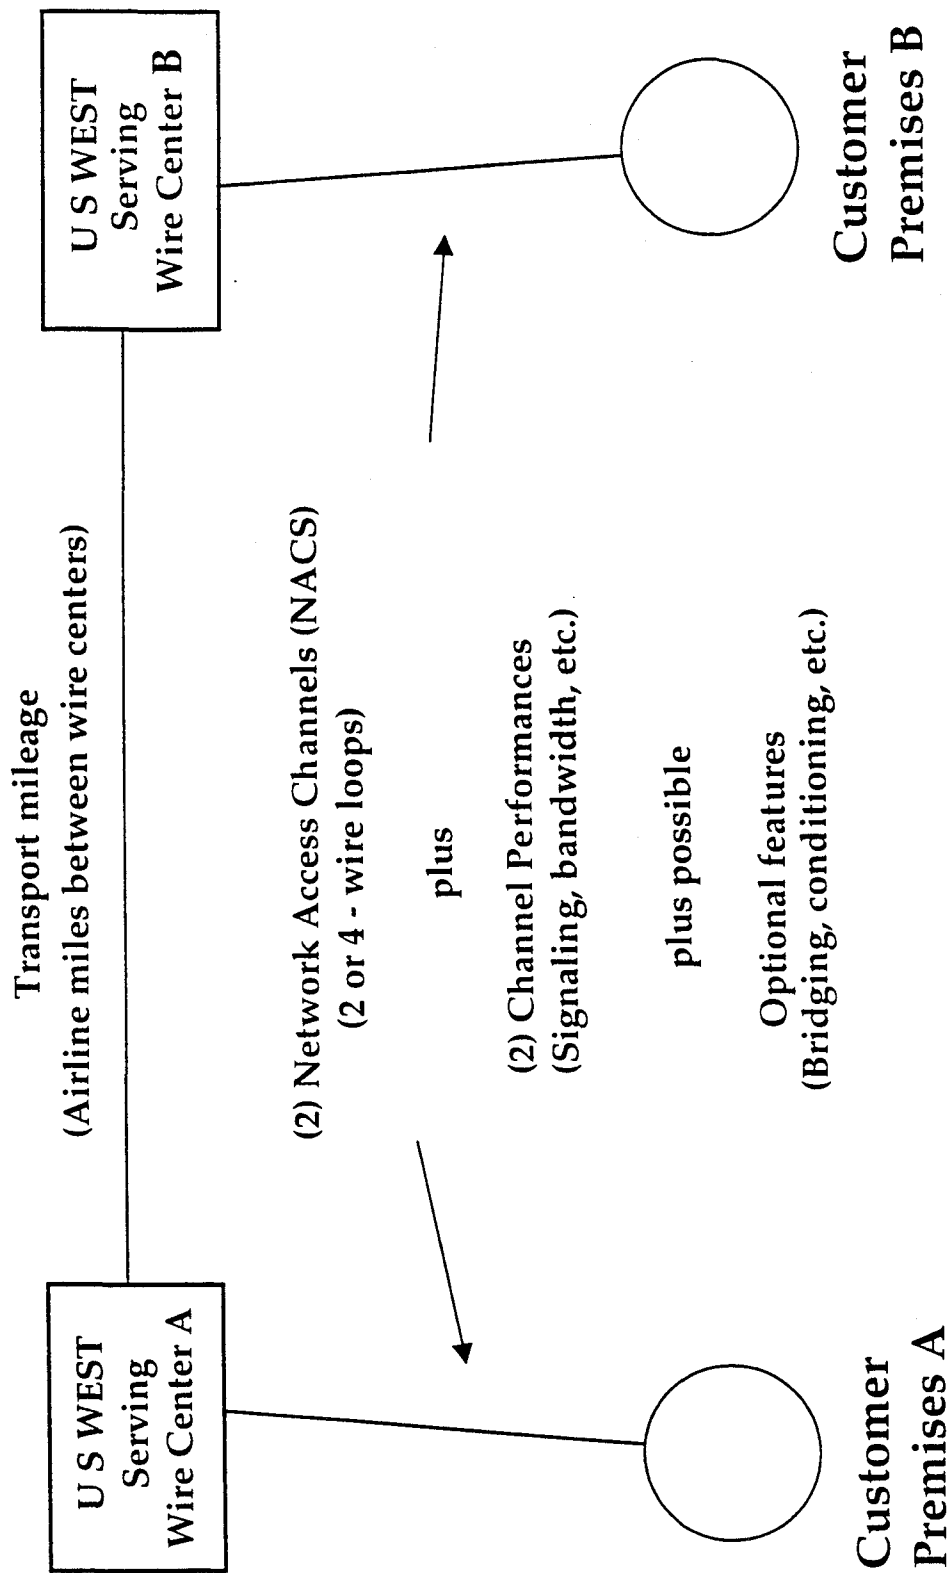 Transport mileage
(Airline miles between wire centers)
U S WEST
Serving
Wire Center A
U S WEST
Serving
Wire Center B
(2) Network Access Channels (NACS)
(2 or 4 - wire loops)
plus
(2) Channel Performances
(Signaling, bandwidth, etc.)
plus possible
Optional features
(Bridging, conditioning, etc.)
Customer
Premises A
Customer
Premises B